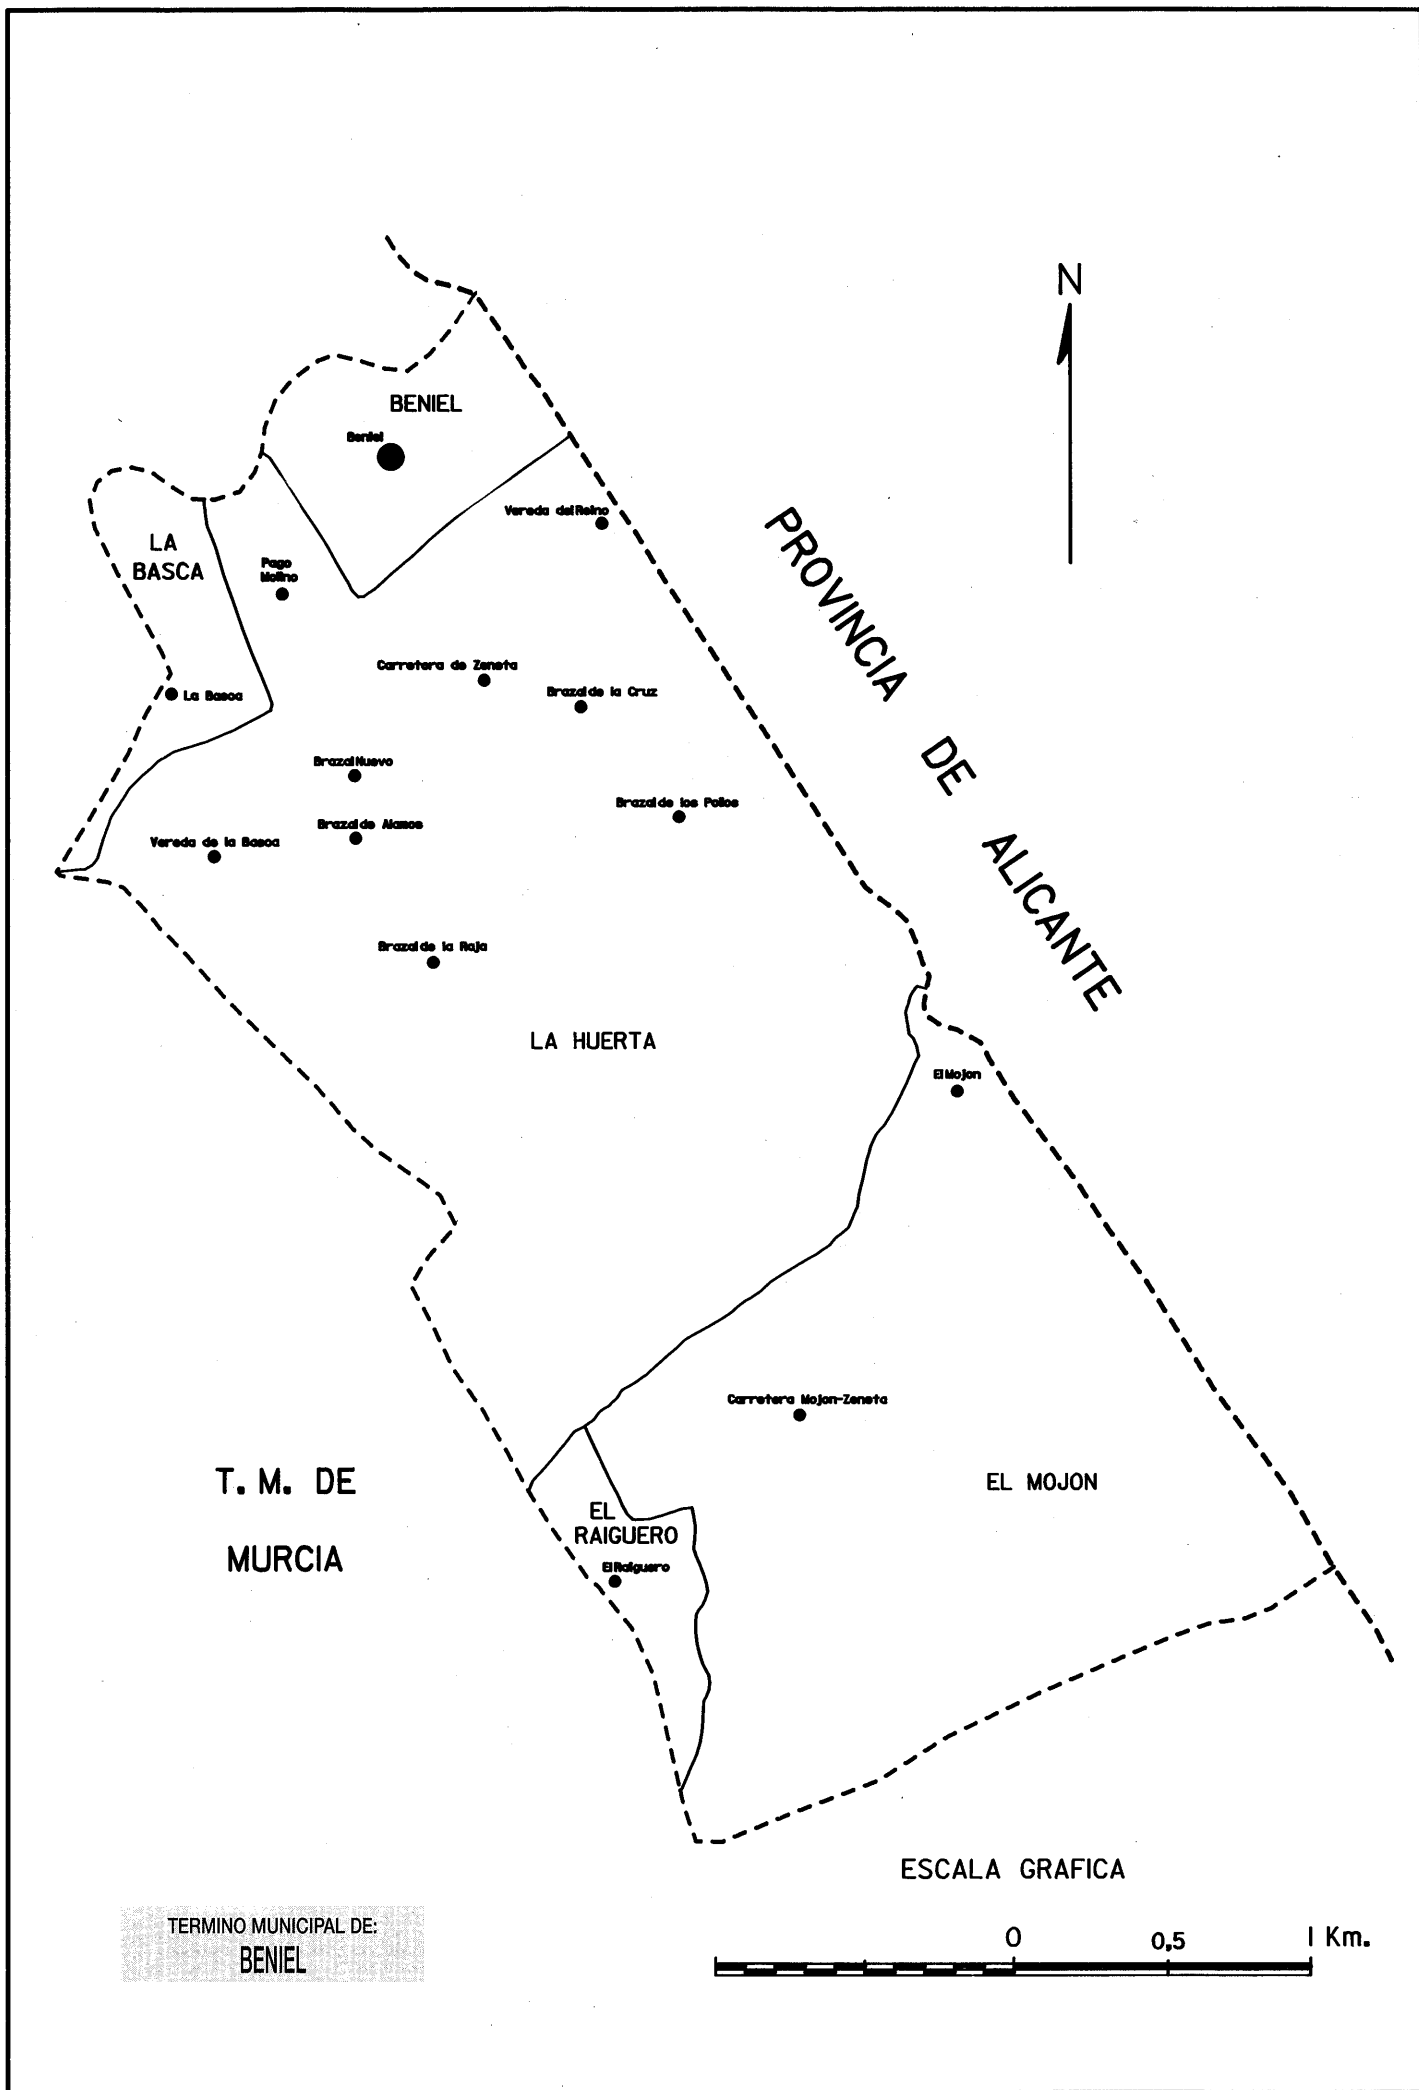 N
BENIEL
Beniel
Vereda del Reino
PROVINCIA DE ALICANTE
LA
BASCA
Pago
Molino
Carretera de Zeneta
Brazal de la Cruz
La Basca
Brazal Nuevo
Brazal de los Pollos
Brazal de Alamos
Vereda de la Basca
Brazal de la Raja
LA HUERTA
El Mojon
Carretera Mojon-Zeneta
T. M. DE
MURCIA
EL MOJON
EL
RAIGUERO
El Raiguero
ESCALA GRAFICA
TERMINO MUNICIPAL DE:
BENIEL
0 0,5 1 Km.